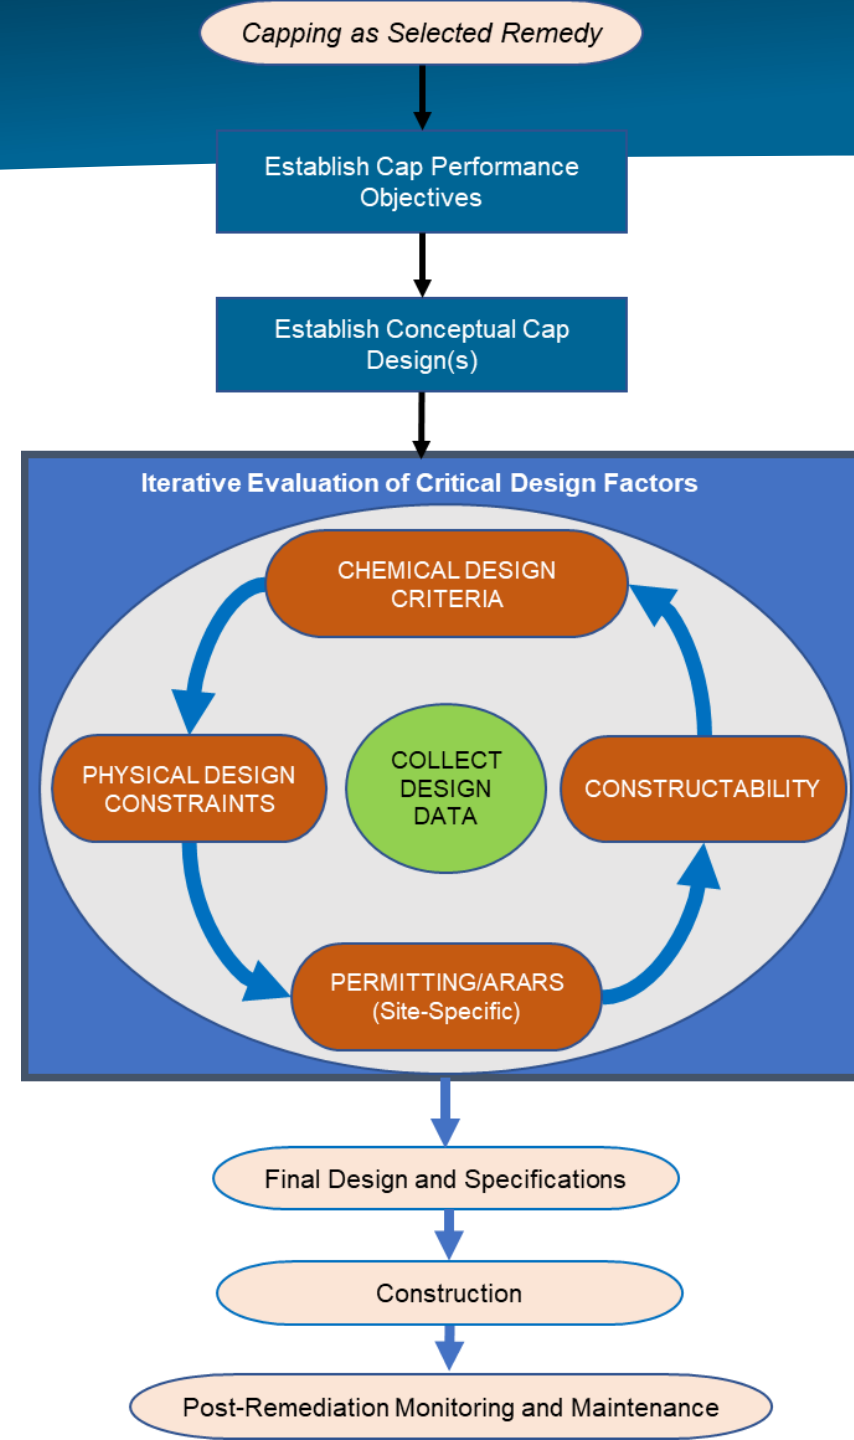 Capping as Selected Remedy
Establish Cap Performance
Objectives
Establish Conceptual Cap
Design(s)
Iterative Evaluation of Critical Design Factors
CHEMICAL DESIGN
CRITERIA
PHYSICAL DESIGN
CONSTRAINTS
COLLECT
DESIGN
DATA
CONSTRUCTABILITY
PERMITTING/ARARS
(Site-Specific)
Final Design and Specifications
Construction
Post-Remediation Monitoring and Maintenance